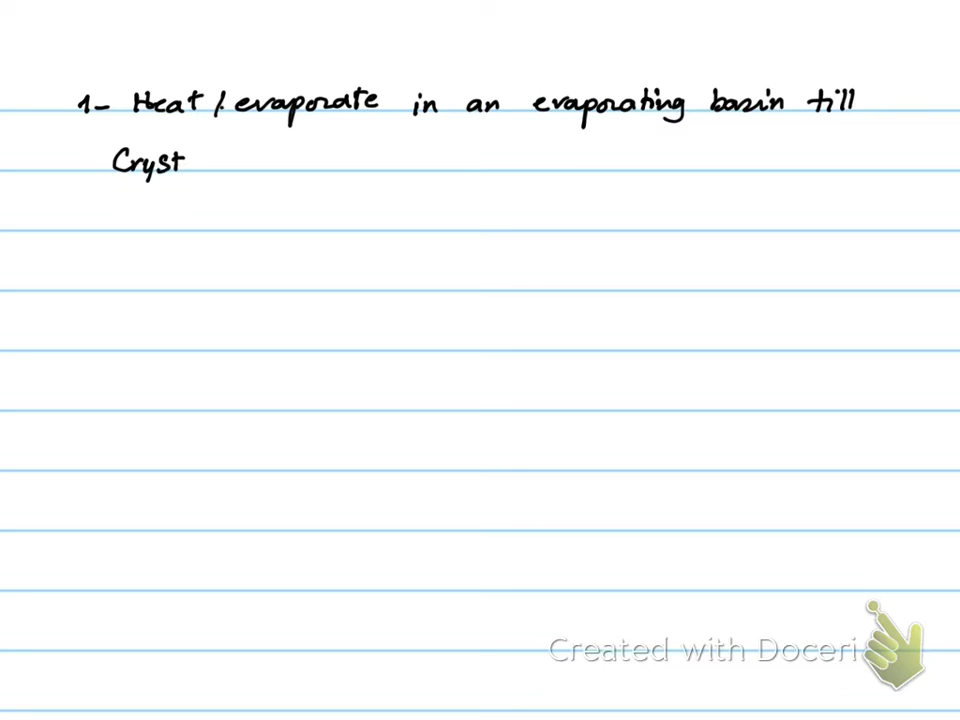 1- Heat / evaporate in an evaporating basin till
Cryst
Created with Doceri